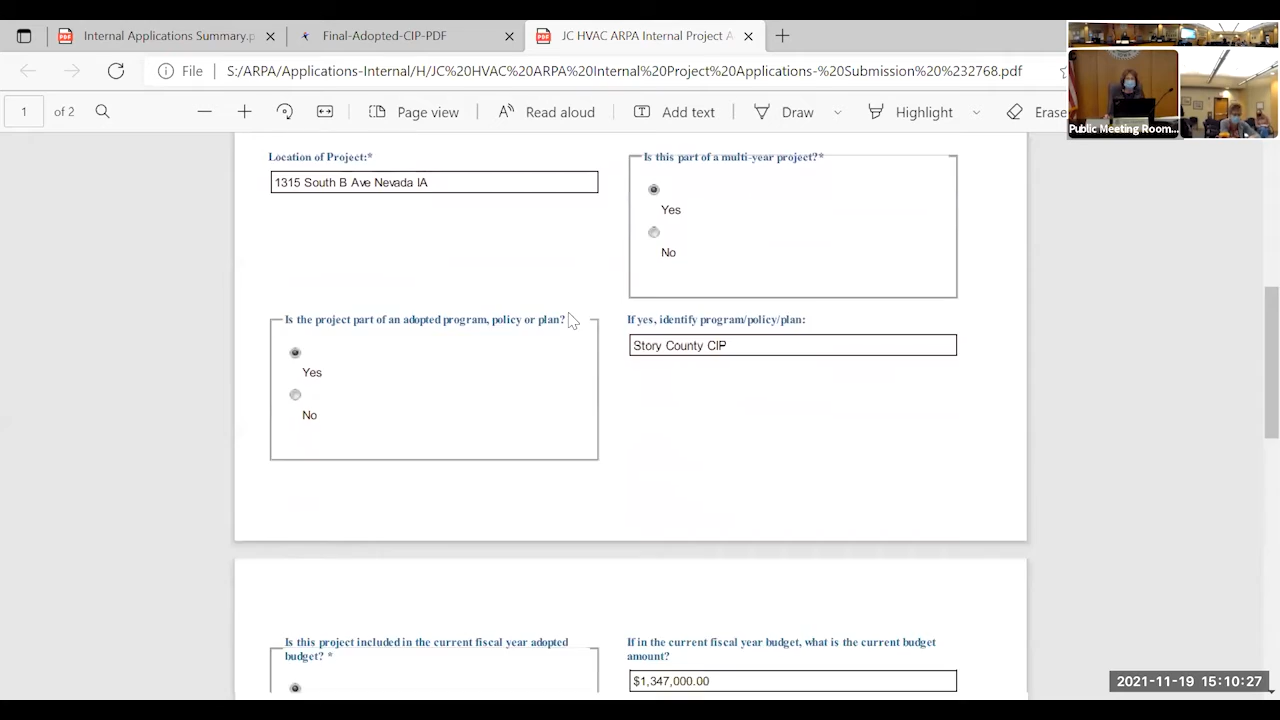 Internal Applications Summary.p
Final-Adopted-CIP-PDF
JC HVAC ARPA Internal Project A
File
S:/ARPA/Applications-Internal/H/JC%20HVAC%20ARPA%20Internal%20Project%20Applications-%20Submission%20%232768.pdf
1 of 2
Page view
Read aloud
Add text
Draw
Highlight
Erase
Public Meeting Room...
Location of Project:*
1315 South B Ave Nevada IA
Is this part of a multi-year project?*
Yes
No
Is the project part of an adopted program, policy or plan?
Yes
No
If yes, identify program/policy/plan:
Story County CIP
Is this project included in the current fiscal year adopted
budget? *
If in the current fiscal year budget, what is the current budget
amount?
$1,347,000.00
2021-11-19 15:10:27